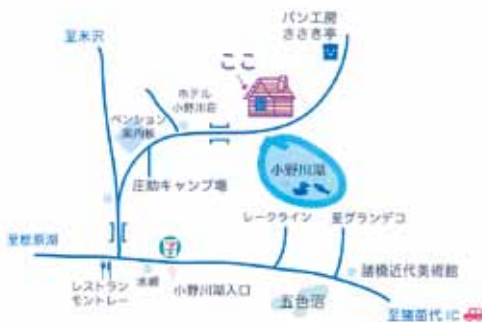 パン工房
ささき亭
至米沢
ここ
ホテル
小野川荘
ペンション
案内板
小野川湖
庄助キャンプ場
レークライン
至グランデコ
至桧原湖
7
諸橋近代美術館
レストラン
モントレー
小野川湖入口
五色沼
至猪苗代IC